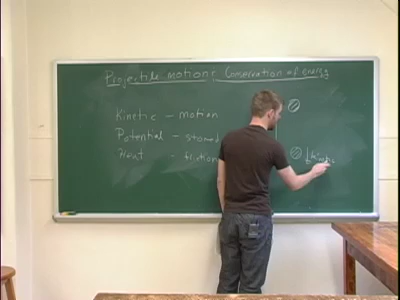 Projectile Motion: Conservation of energy
Kinetic — motion
Potential — stored
Heat — friction
↓ Kinetic